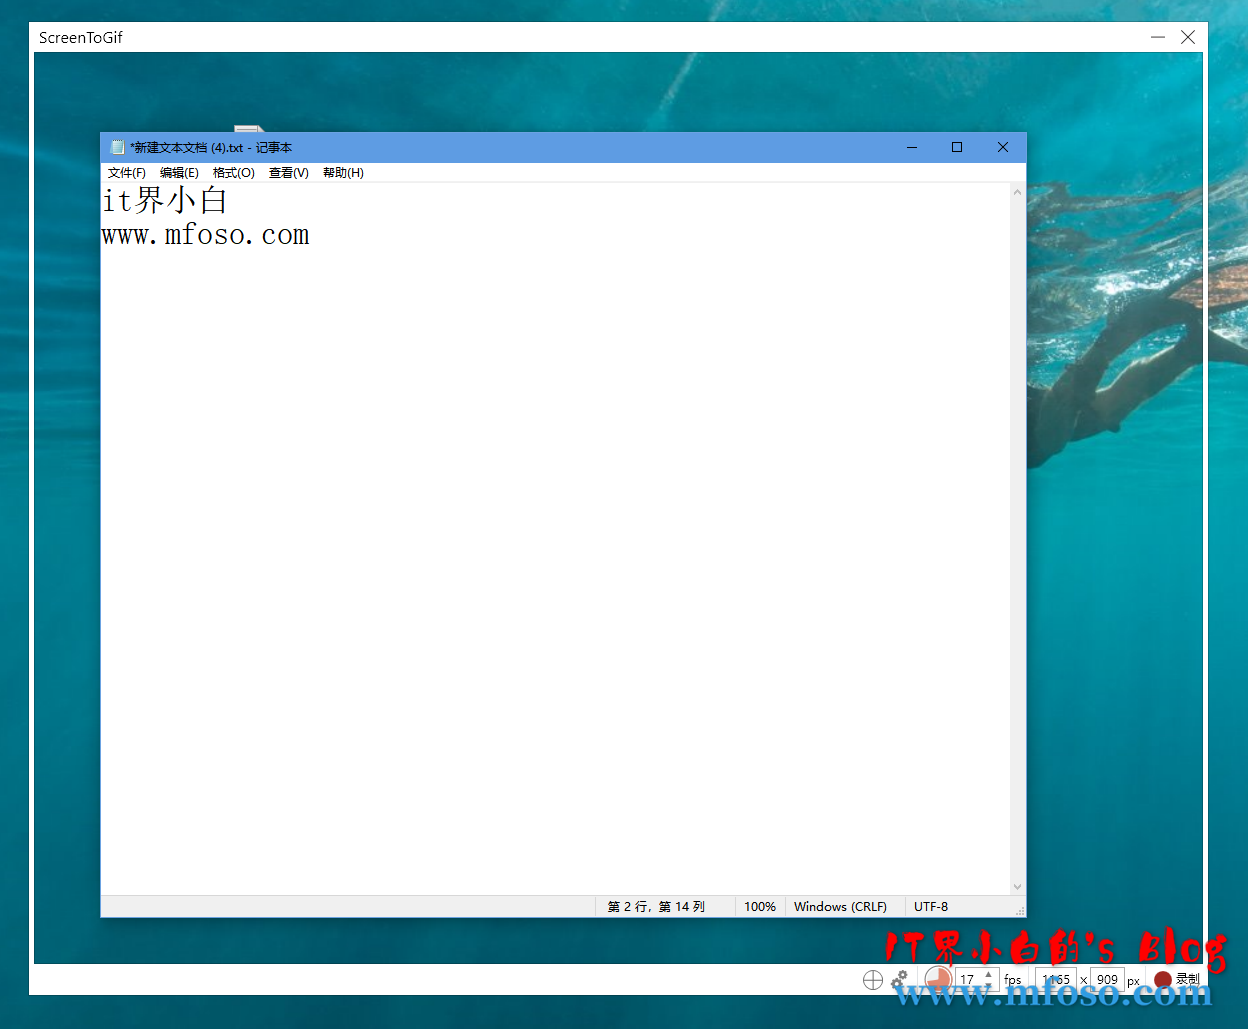 ScreenToGif
*新建文本文档 (4).txt - 记事本
文件(F) 编辑(E) 格式(O) 查看(V) 帮助(H)
it界小白
www.mfoso.com
第 2 行，第 14 列 100% Windows (CRLF) UTF-8
IT界小白的's Blog
17 fps 1165 x 909 px 录制
www.mfoso.com